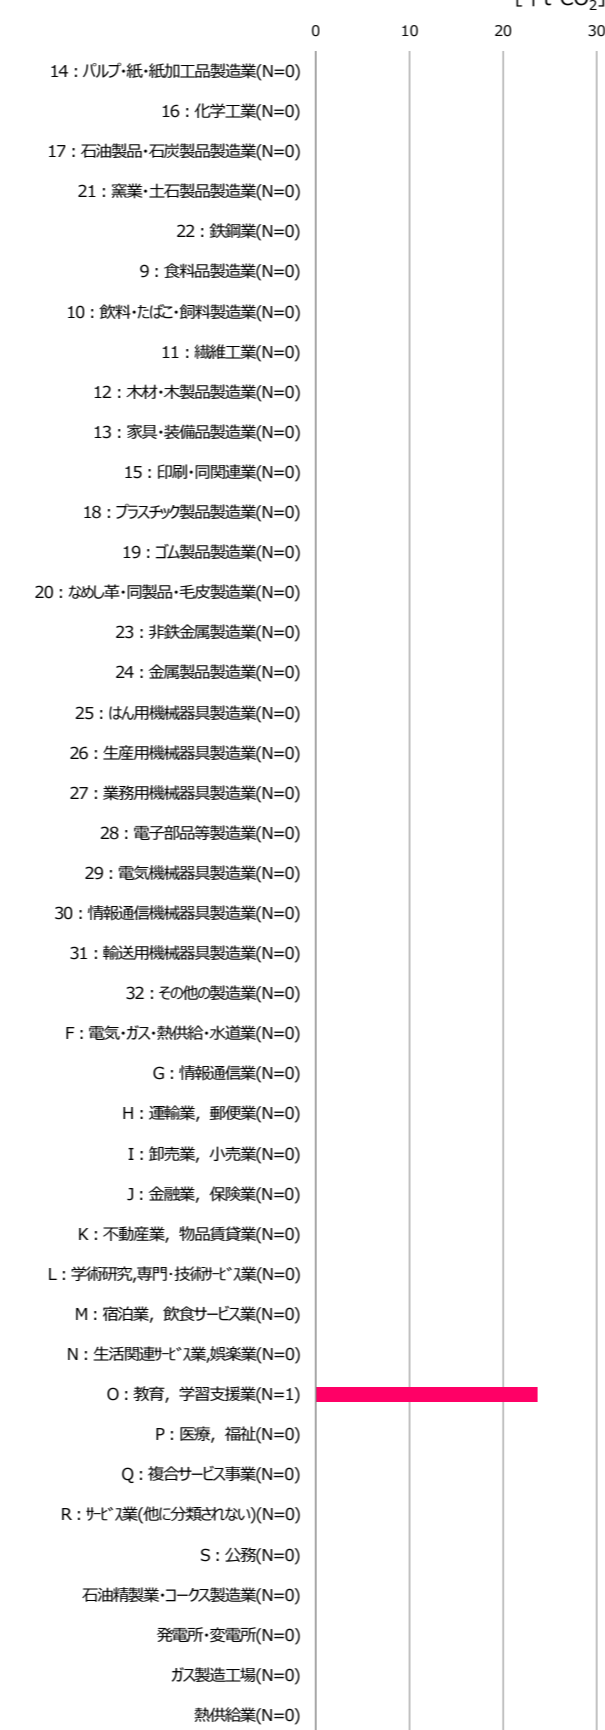 0 10 20 30
14：パルプ・紙・紙加工品製造業(N=0)
16：化学工業(N=0)
17：石油製品・石炭製品製造業(N=0)
21：窯業・土石製品製造業(N=0)
22：鉄鋼業(N=0)
9：食料品製造業(N=0)
10：飲料・たばこ・飼料製造業(N=0)
11：繊維工業(N=0)
12：木材・木製品製造業(N=0)
13：家具・装備品製造業(N=0)
15：印刷・同関連業(N=0)
18：プラスチック製品製造業(N=0)
19：ゴム製品製造業(N=0)
20：なめし革・同製品・毛皮製造業(N=0)
23：非鉄金属製造業(N=0)
24：金属製品製造業(N=0)
25：はん用機械器具製造業(N=0)
26：生産用機械器具製造業(N=0)
27：業務用機械器具製造業(N=0)
28：電子部品等製造業(N=0)
29：電気機械器具製造業(N=0)
30：情報通信機械器具製造業(N=0)
31：輸送用機械器具製造業(N=0)
32：その他の製造業(N=0)
F：電気・ガス・熱供給・水道業(N=0)
G：情報通信業(N=0)
H：運輸業，郵便業(N=0)
I：卸売業，小売業(N=0)
J：金融業，保険業(N=0)
K：不動産業，物品賃貸業(N=0)
L：学術研究,専門・技術ｻｰﾋﾞｽ業(N=0)
M：宿泊業，飲食サービス業(N=0)
N：生活関連ｻｰﾋﾞｽ業,娯楽業(N=0)
O：教育，学習支援業(N=1)
P：医療，福祉(N=0)
Q：複合サービス事業(N=0)
R：ｻｰﾋﾞｽ業(他に分類されない)(N=0)
S：公務(N=0)
石油精製業・コークス製造業(N=0)
発電所・変電所(N=0)
ガス製造工場(N=0)
熱供給業(N=0)